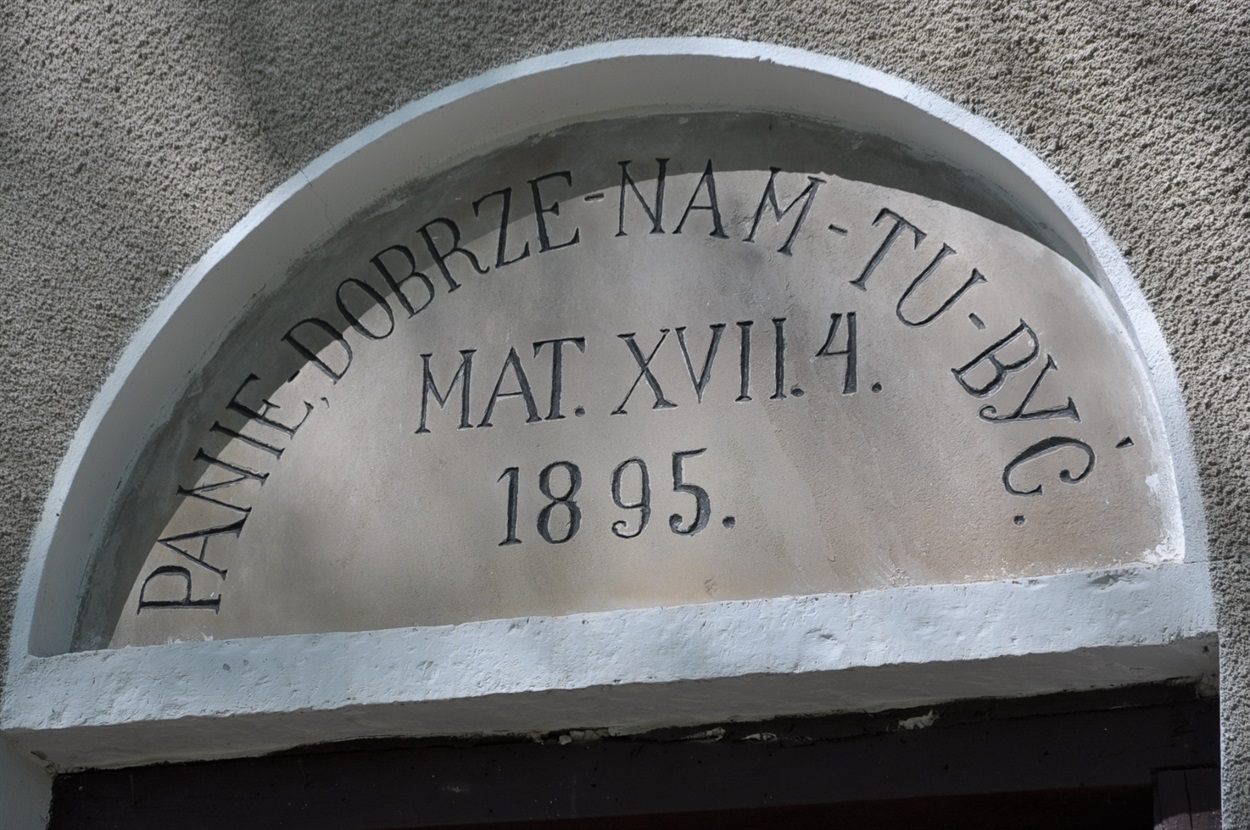 PANIE,-DOBRZE-NAM-TU-BYĆ.
MAT. XVII. 4.
1895.